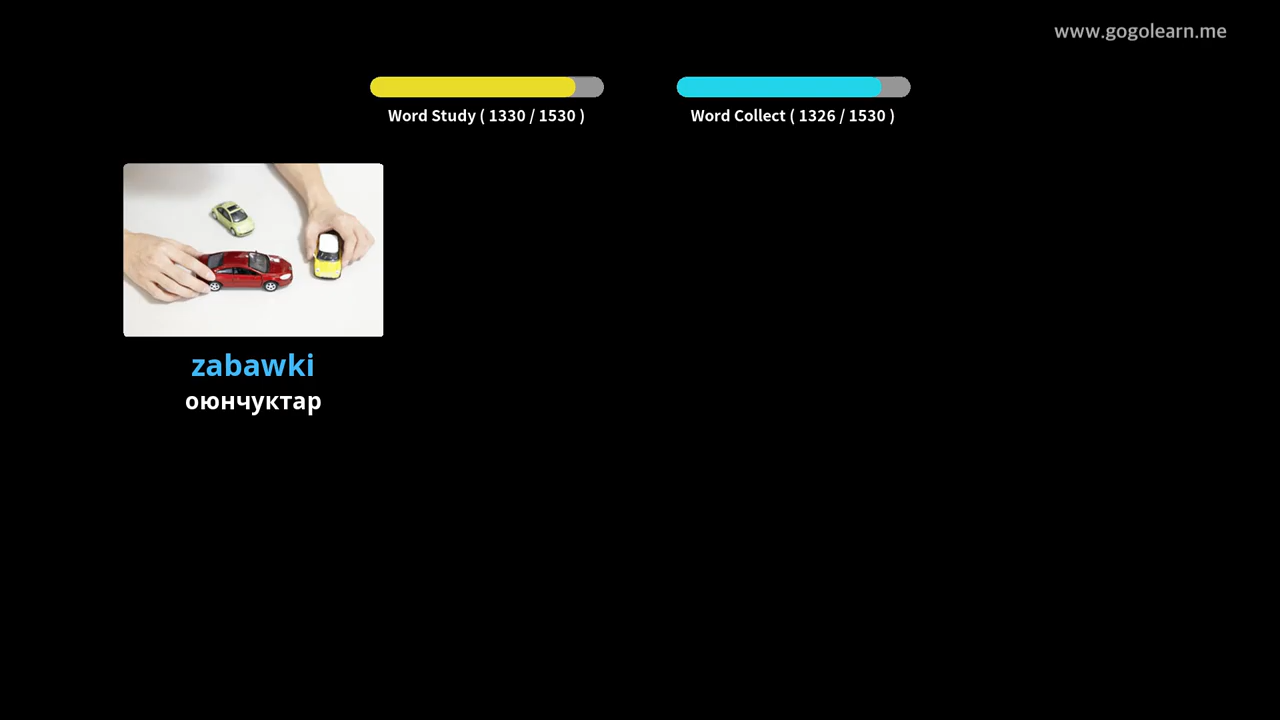 www.gogolearn.me
Word Study ( 1330 / 1530 )
Word Collect ( 1326 / 1530 )
zabawki
оюнчуктар